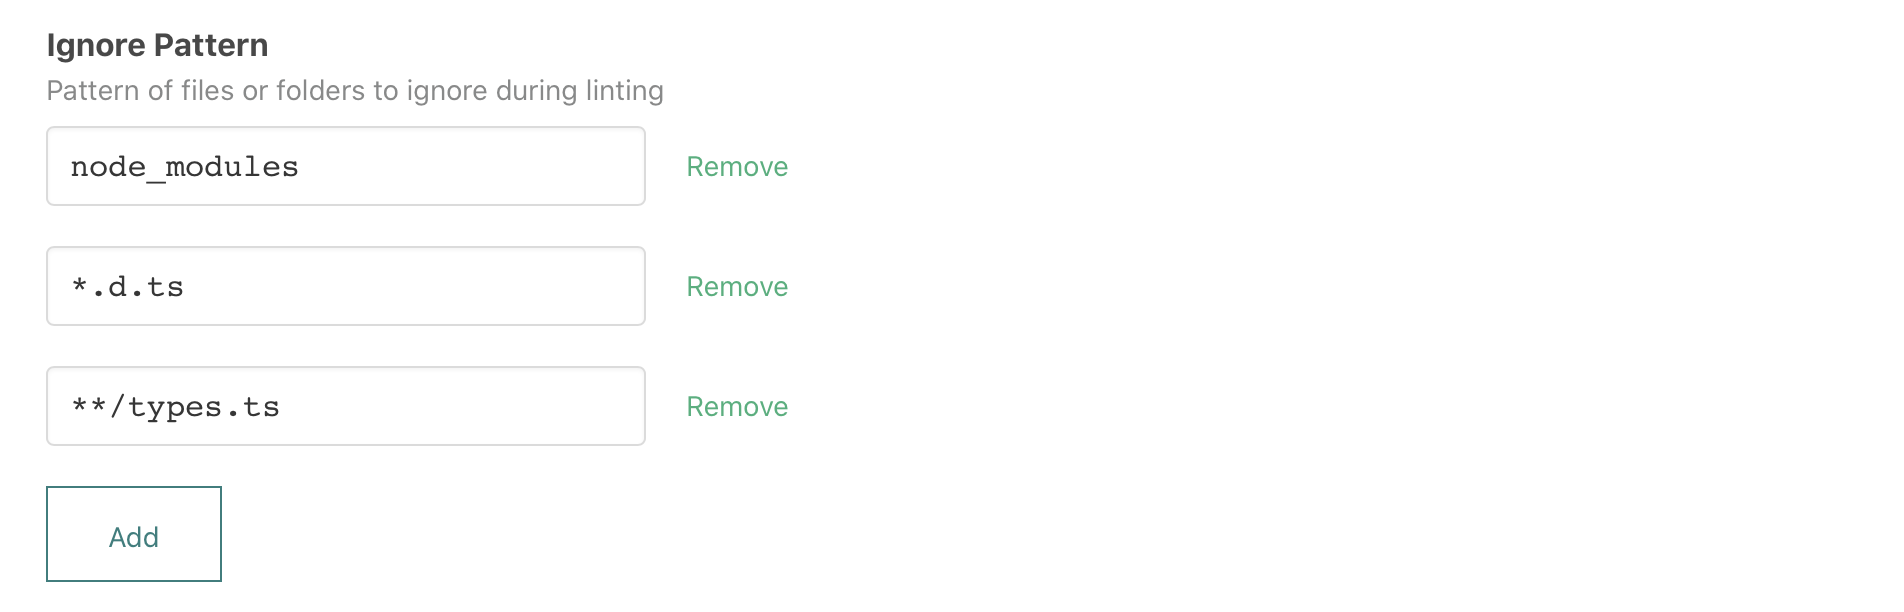 Ignore Pattern
Pattern of files or folders to ignore during linting
node_modules Remove
*.d.ts Remove
**/types.ts Remove
Add